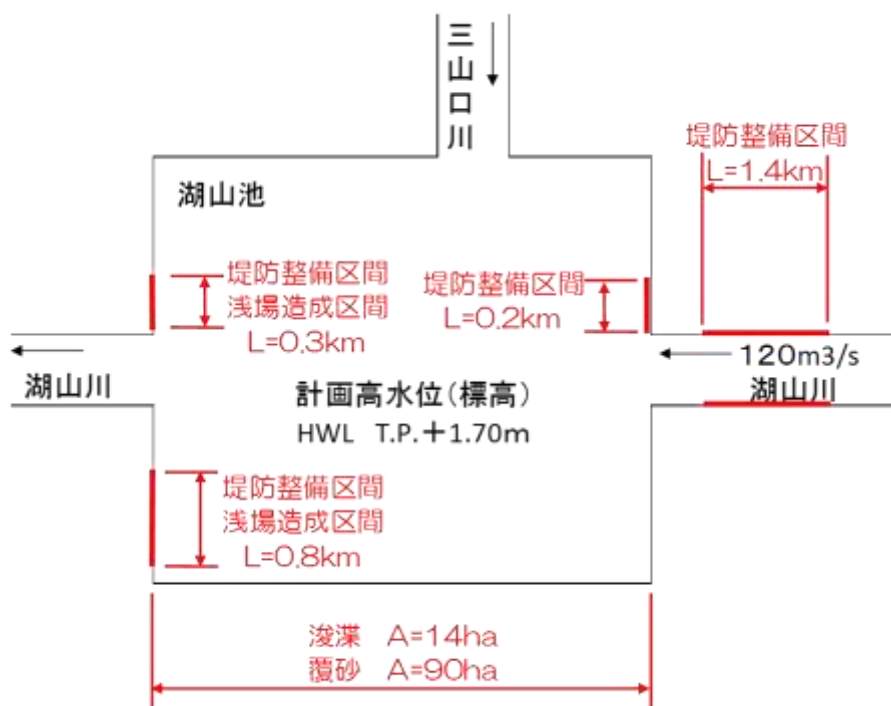 三山口川
堤防整備区間
L=1.4km
湖山池
堤防整備区間
浅場造成区間
L=0.3km
堤防整備区間
L=0.2km
120m3/s
湖山川
湖山川
計画高水位(標高)
HWL T.P.+1.70m
堤防整備区間
浅場造成区間
L=0.8km
浚渫 A=14ha
覆砂 A=90ha